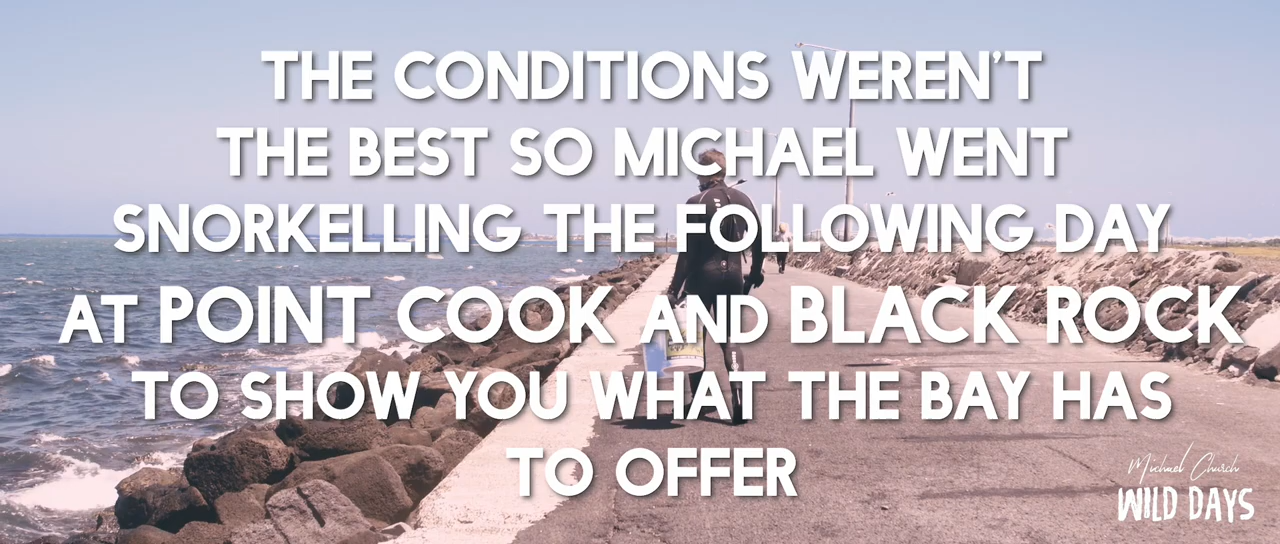 THE CONDITIONS WEREN'T
THE BEST SO MICHAEL WENT
SNORKELLING THE FOLLOWING DAY
AT POINT COOK AND BLACK ROCK
TO SHOW YOU WHAT THE BAY HAS
TO OFFER
Michael Church
WILD DAYS